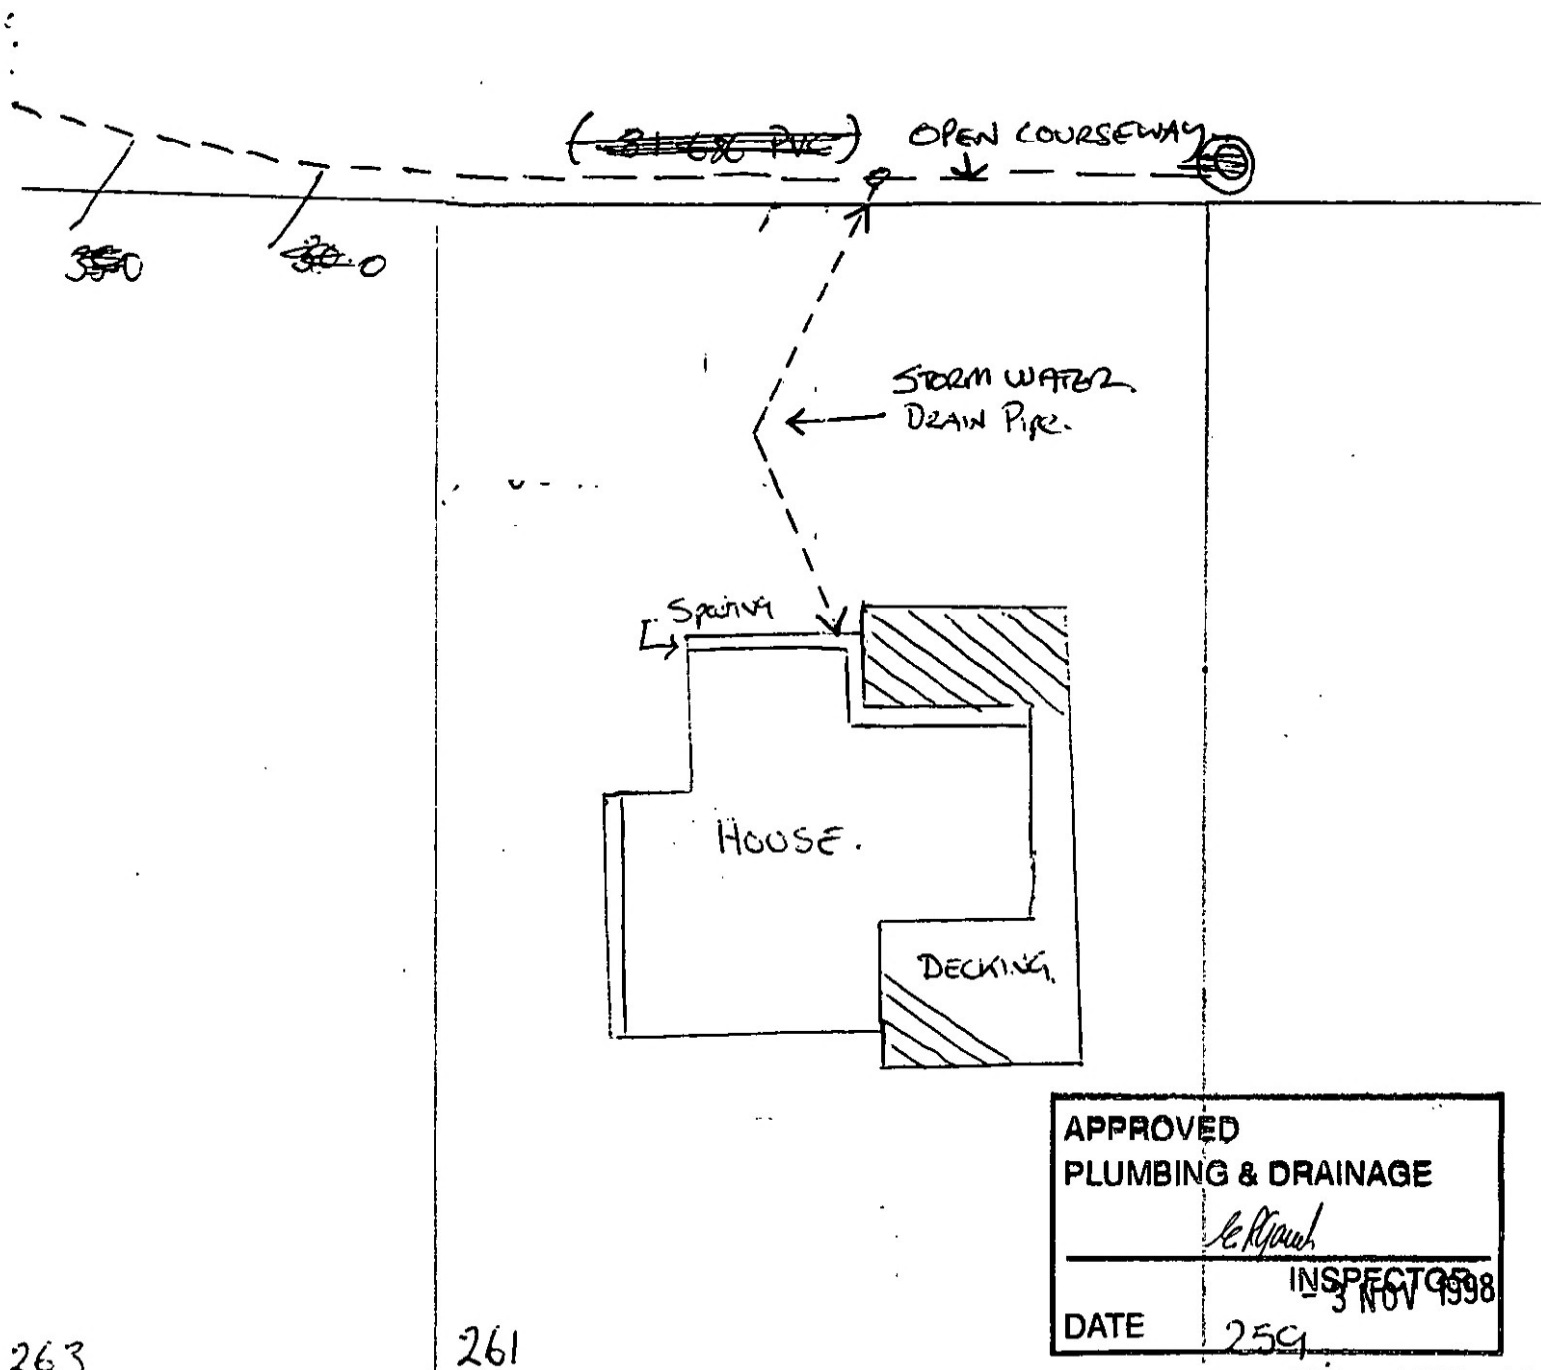 OPEN COURSEWAY
STORM WATER
DRAIN PIPE.
Spouting
HOUSE.
DECKING.
APPROVED
PLUMBING & DRAINAGE
INSPECTOR
- 3 NOV 1998
DATE
263
261
259.